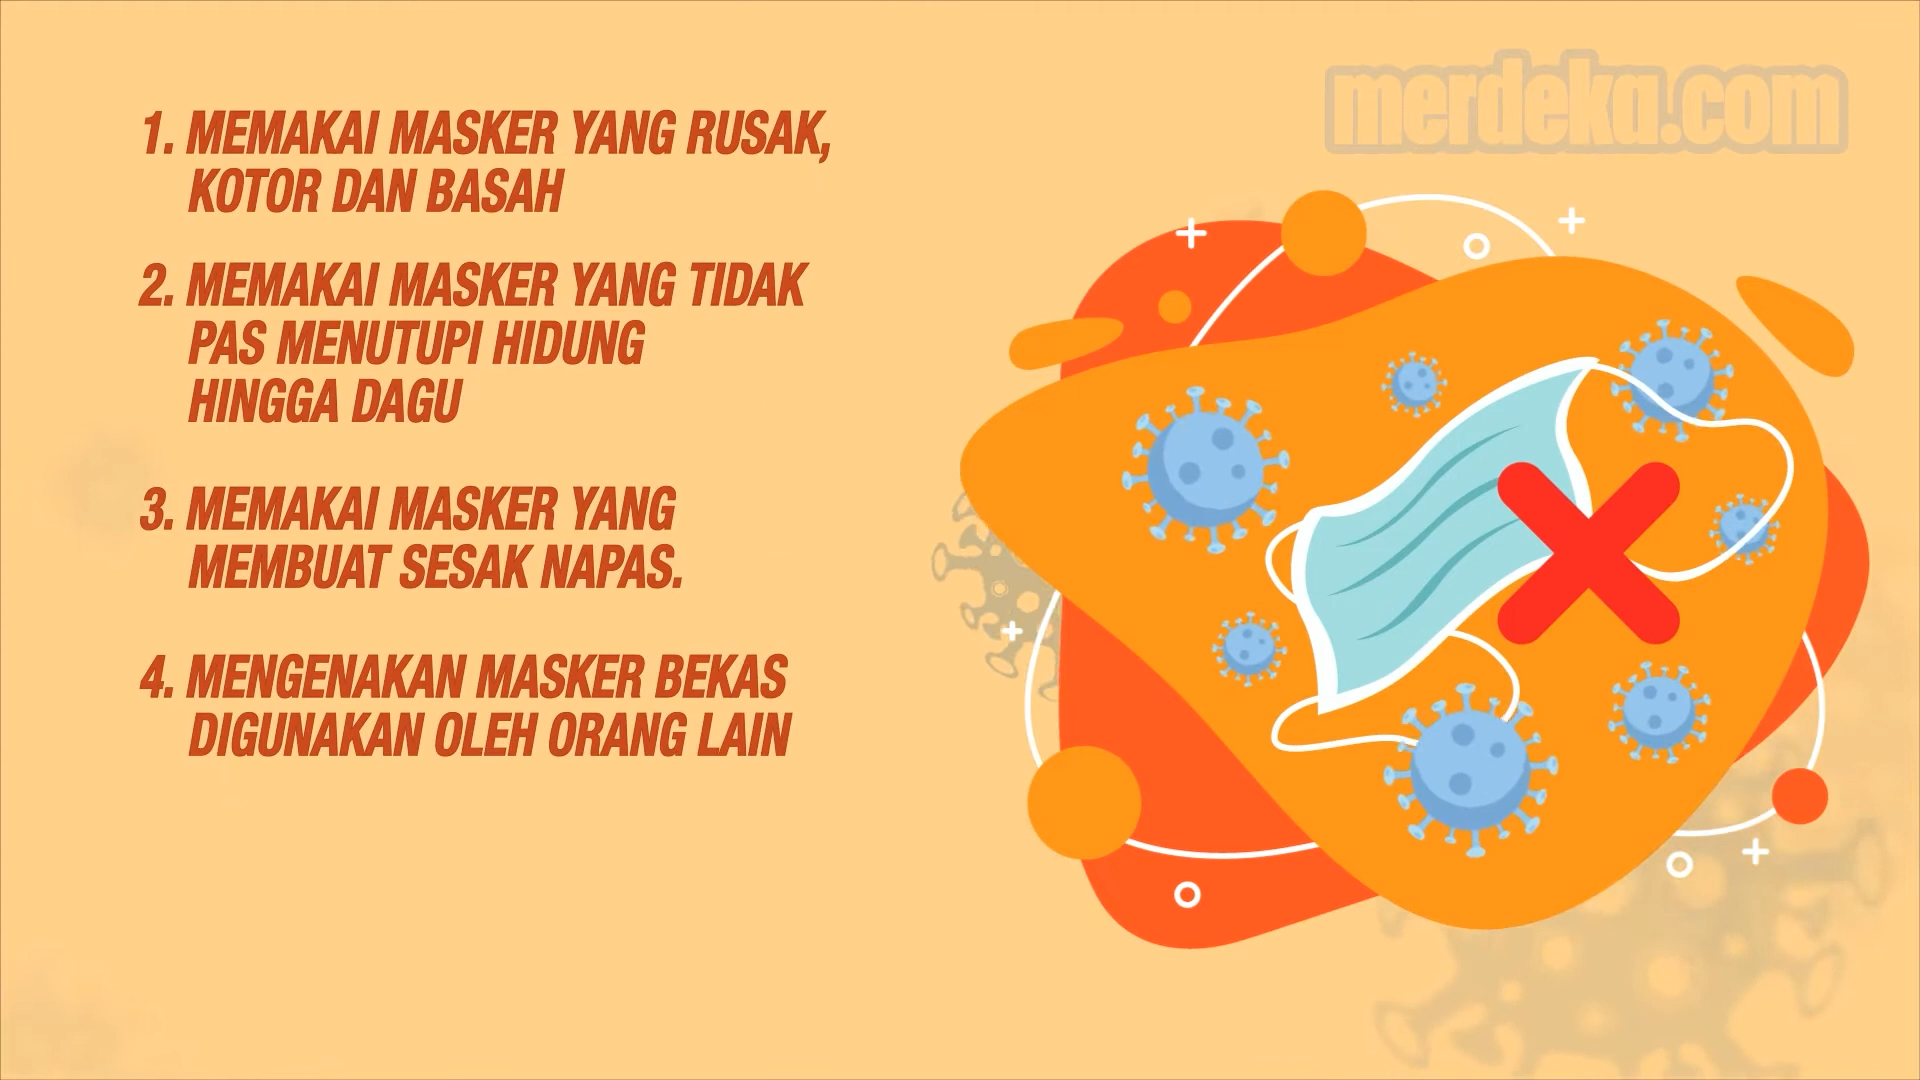 merdeka.com
1. MEMAKAI MASKER YANG RUSAK,
KOTOR DAN BASAH
2. MEMAKAI MASKER YANG TIDAK
PAS MENUTUPI HIDUNG
HINGGA DAGU
3. MEMAKAI MASKER YANG
MEMBUAT SESAK NAPAS.
4. MENGENAKAN MASKER BEKAS
DIGUNAKAN OLEH ORANG LAIN